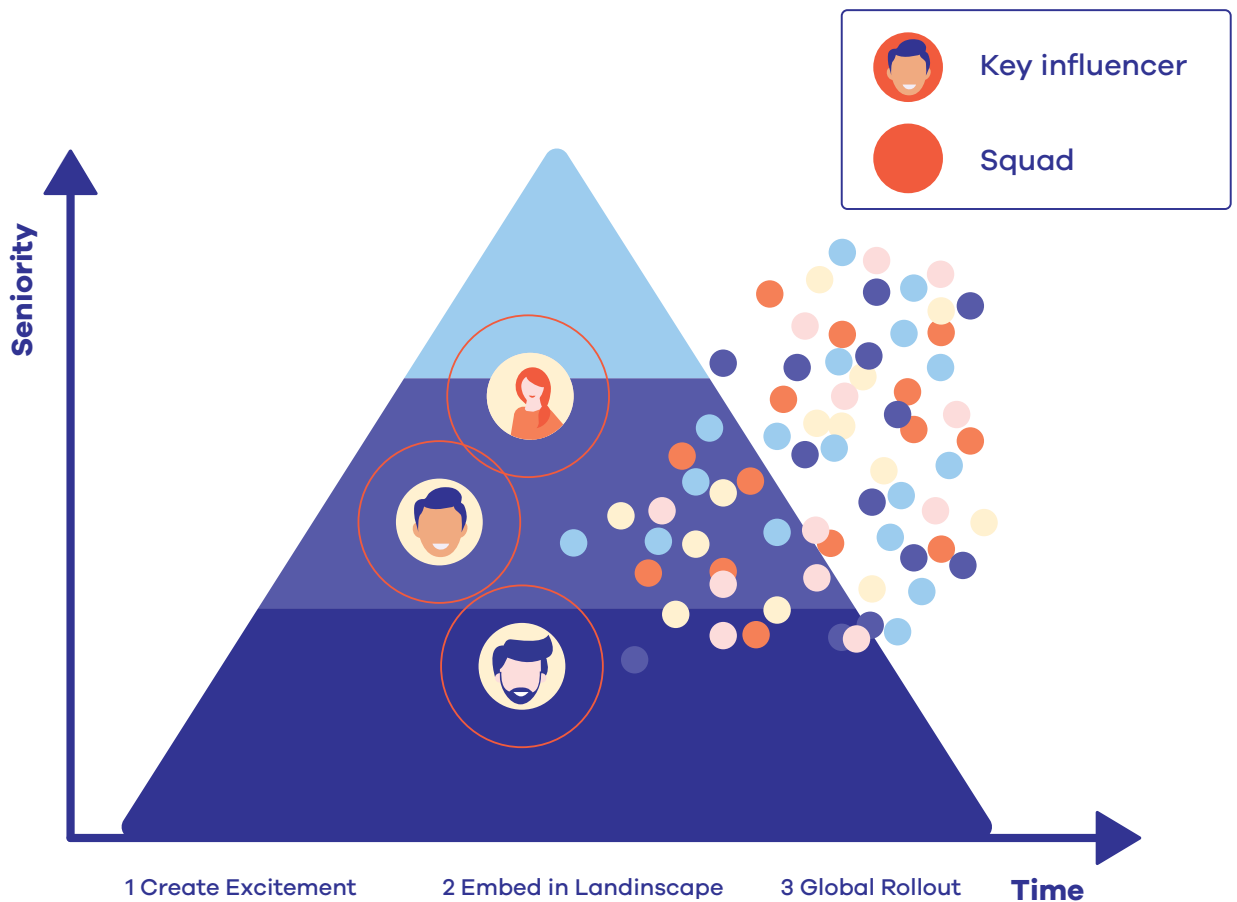 Key influencer
Squad
Seniority
1 Create Excitement
2 Embed in Landinscape
3 Global Rollout
Time